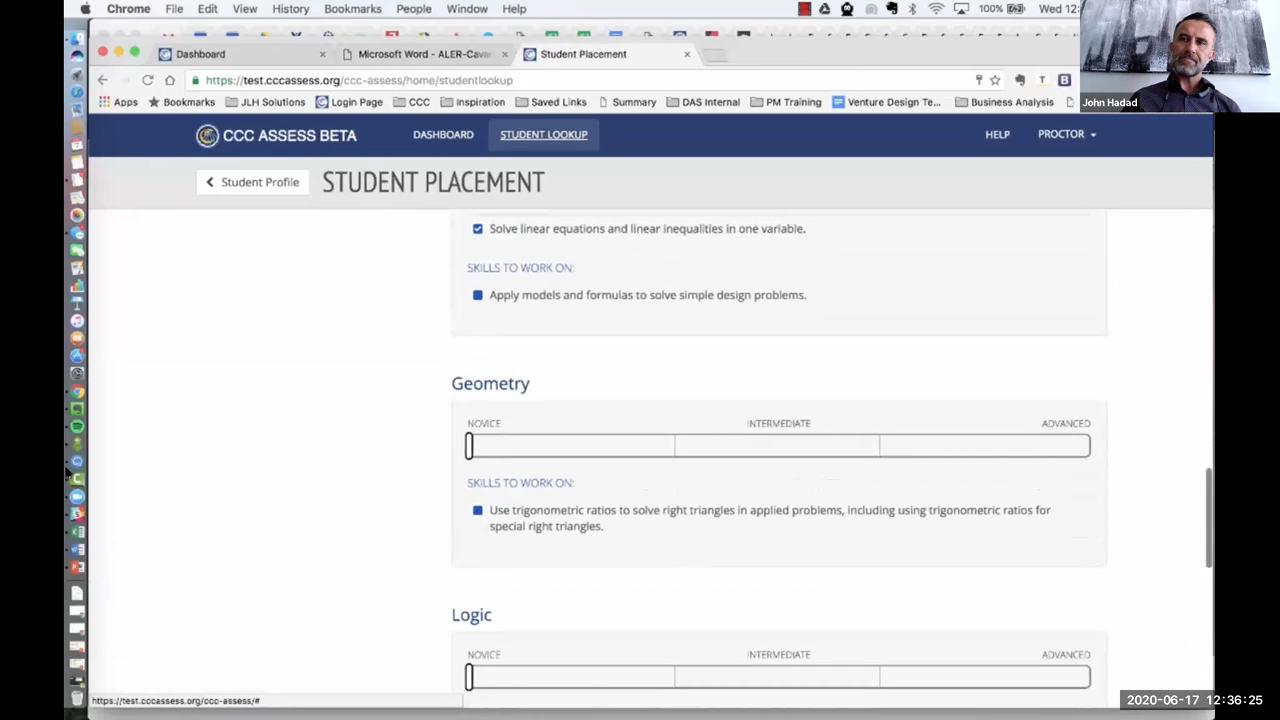 Chrome File Edit View History Bookmarks People Window Help 100% Wed 12:
Dashboard Microsoft Word - ALER-Cava Student Placement
https://test.cccassess.org/ccc-assess/home/studentlookup
Apps Bookmarks JLH Solutions Login Page CCC Inspiration Saved Links Summary DAS Internal PM Training Venture Design Te... Business Analysis
John Hadad
CCC ASSESS BETA DASHBOARD STUDENT LOOKUP HELP PROCTOR
Student Profile STUDENT PLACEMENT
Solve linear equations and linear inequalities in one variable.
SKILLS TO WORK ON:
Apply models and formulas to solve simple design problems.
Geometry
NOVICE INTERMEDIATE ADVANCED
SKILLS TO WORK ON:
Use trigonometric ratios to solve right triangles in applied problems, including using trigonometric ratios for
special right triangles.
Logic
NOVICE INTERMEDIATE ADVANCED
https://test.cccassess.org/ccc-assess/#
2020-06-17 12:36:25